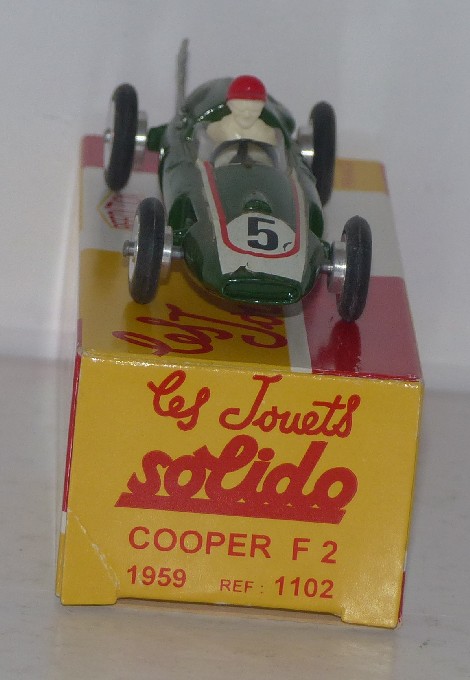 5
les Jouets
solido
COOPER F 2
1959 REF : 1102